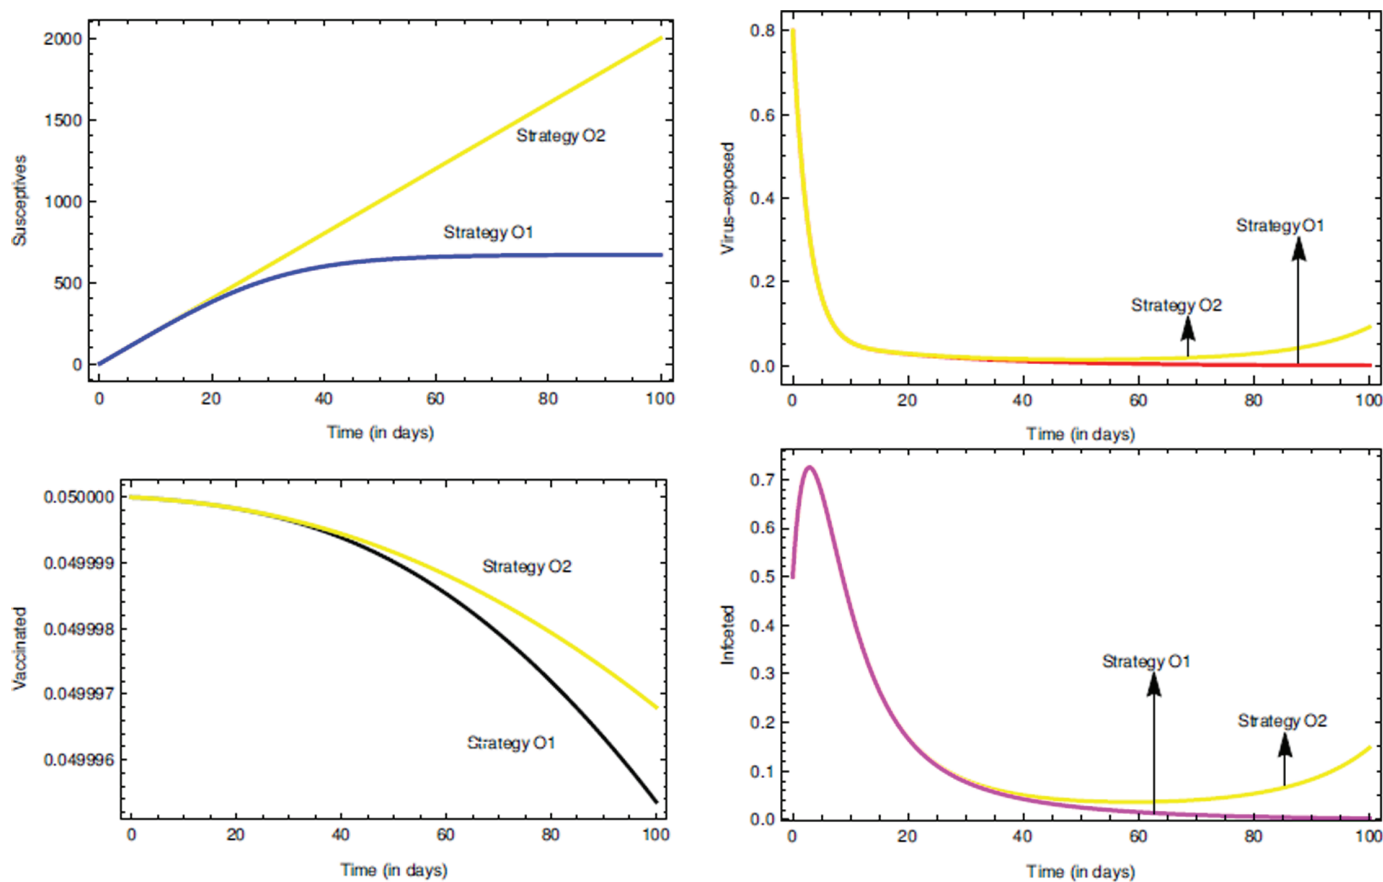 2000
1500
1000
500
0
Susceptives
Strategy O2
Strategy O1
0 20 40 60 80 100
Time (in days)
0.8
0.6
0.4
0.2
0.0
Virus-exposed
Strategy O1
Strategy O2
0 20 40 60 80 100
Time (in days)
0.050000
0.049999
0.049998
0.049997
0.049996
Vaccinated
Strategy O2
Strategy O1
0 20 40 60 80 100
Time (in days)
0.7
0.6
0.5
0.4
0.3
0.2
0.1
0.0
Infceted
Strategy O1
Strategy O2
0 20 40 60 80 100
Time (in days)